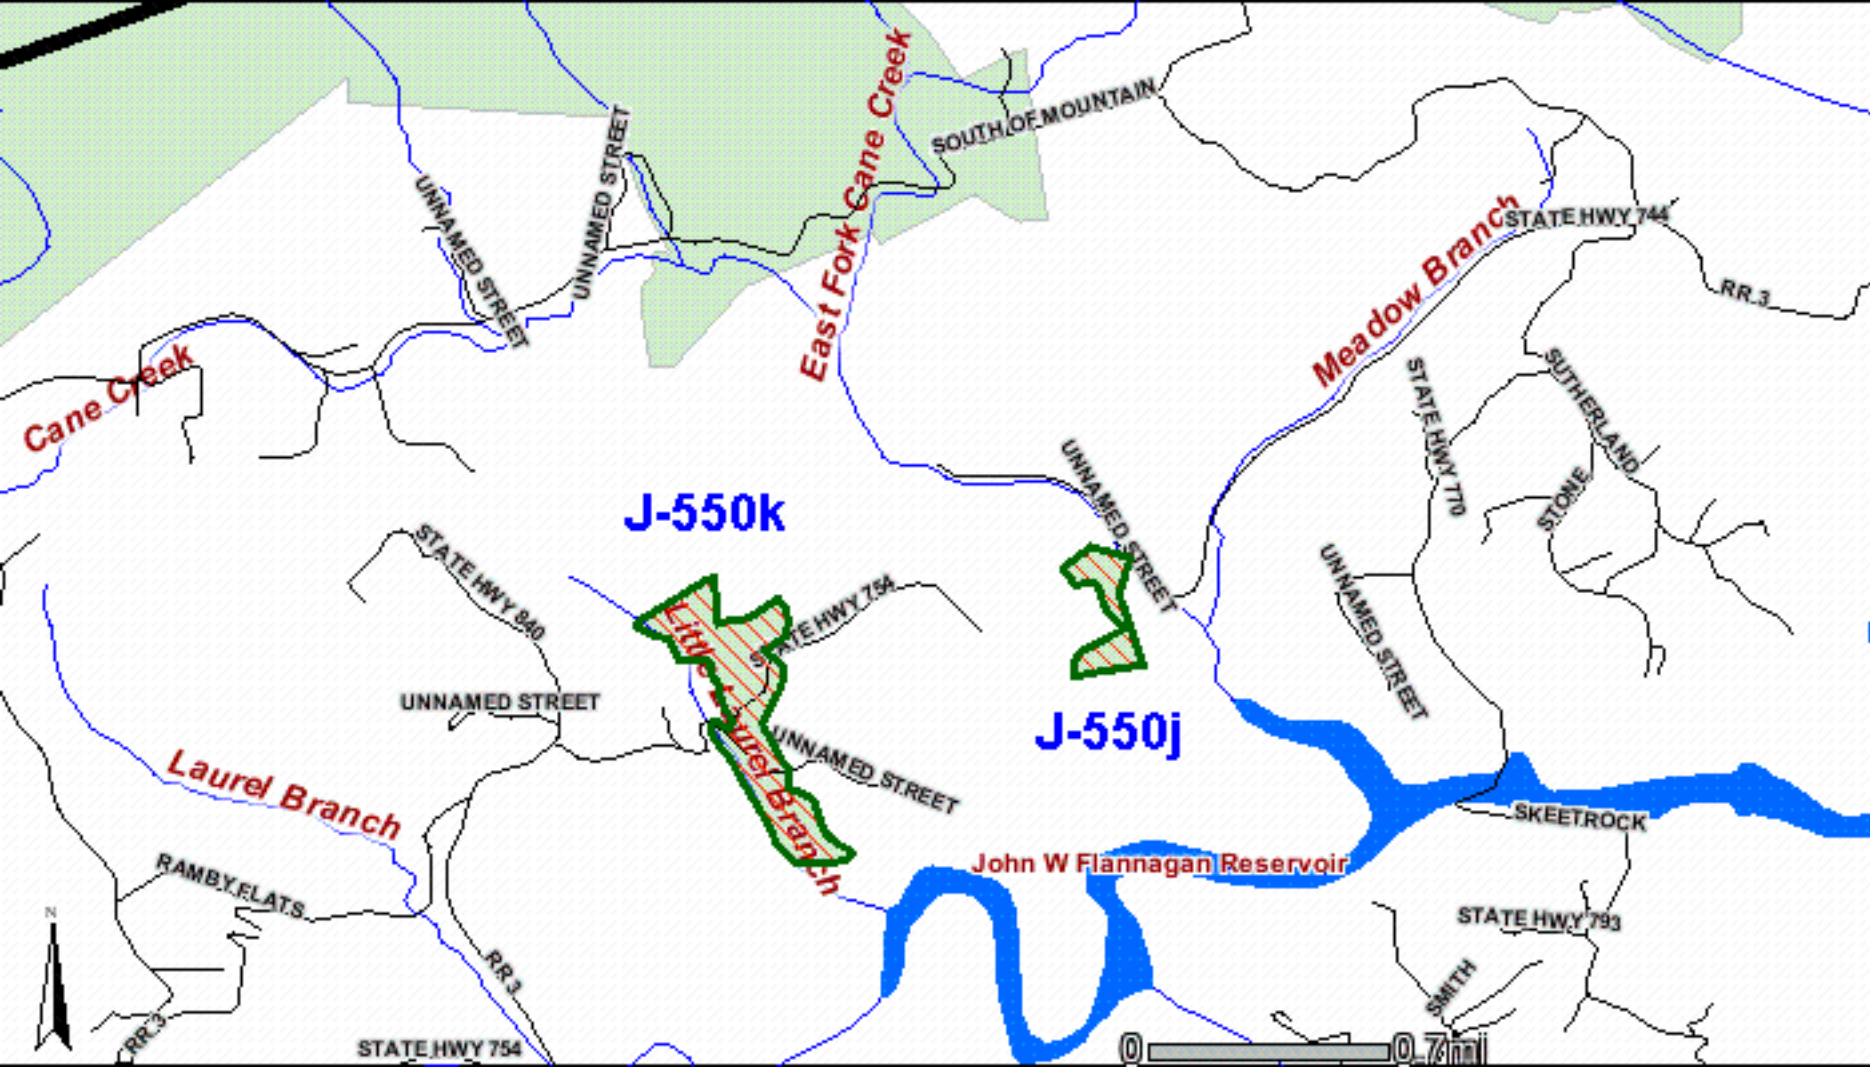 East Fork Cane Creek
SOUTH OF MOUNTAIN
UNNAMED STREET
UNNAMED STREET
Meadow Branch
STATE HWY 744
RR 3
Cane Creek
STATE HWY 770
SUTHERLAND
STONE
UNNAMED STREET
J-550k
STATE HWY 840
STATE HWY 754
UNNAMED STREET
Little Laurel Branch
UNNAMED STREET
J-550j
UNNAMED STREET
Laurel Branch
SKEETROCK
John W Flannagan Reservoir
RAMBY FLATS
STATE HWY 793
N
RR 3
SMITH
RR 3
STATE HWY 754
0 0.7mi